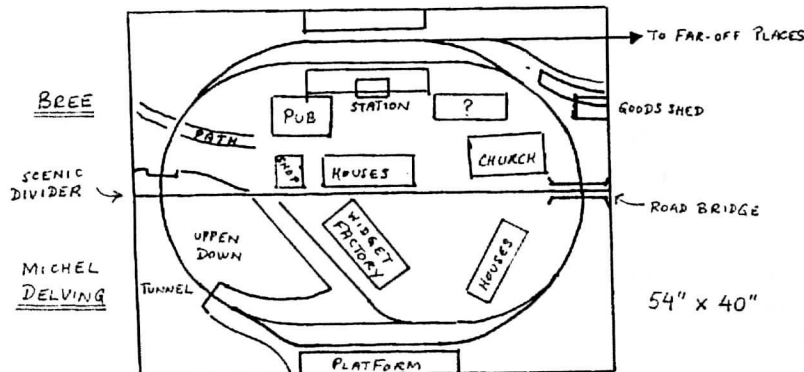 TO FAR-OFF PLACES
BREE
PUB
STATION
?
GOODS SHED
PATH
SHOP
HOUSES
CHURCH
SCENIC
DIVIDER
ROAD BRIDGE
UPPEN
DOWN
WIDGET
FACTORY
HOUSES
MICHEL
DELVING
TUNNEL
54" x 40"
PLATFORM